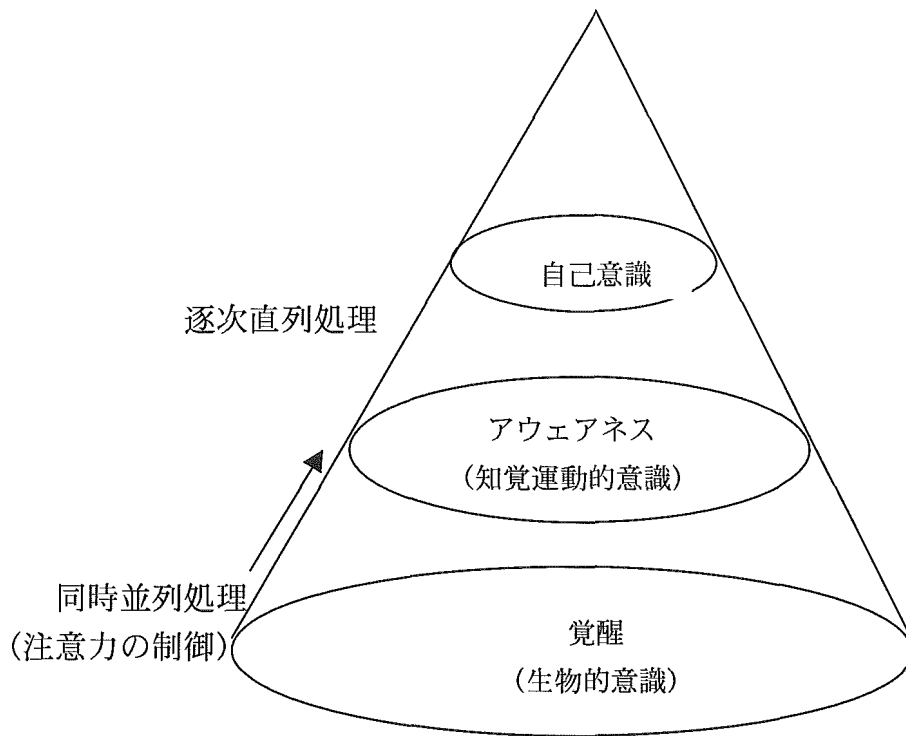 自己意識
逐次直列処理
アウェアネス
(知覚運動的意識)
同時並列処理
(注意力の制御)
覚醒
(生物的意識)